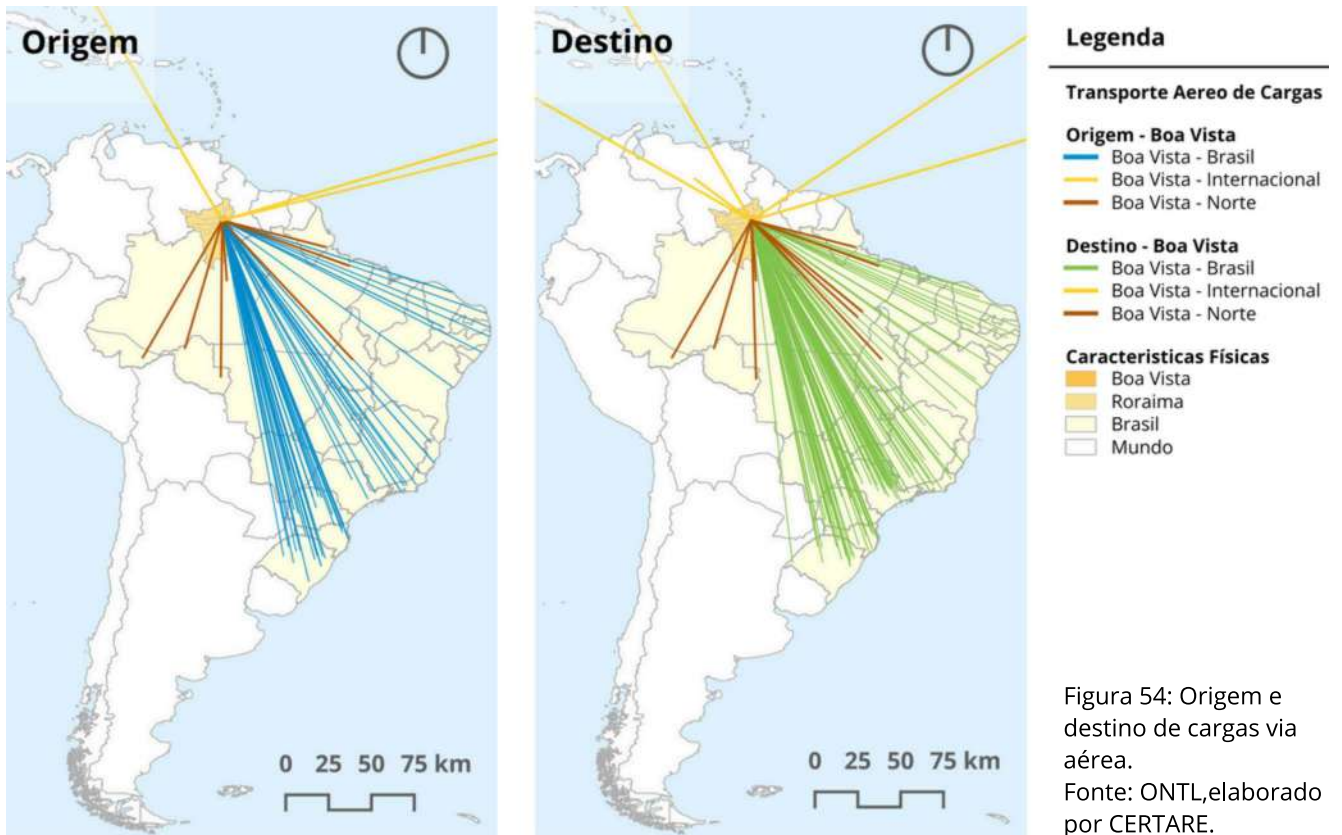 Origem
0 25 50 75 km
Destino
0 25 50 75 km
Legenda
Transporte Aereo de Cargas
Origem - Boa Vista
Boa Vista - Brasil
Boa Vista - Internacional
Boa Vista - Norte
Destino - Boa Vista
Boa Vista - Brasil
Boa Vista - Internacional
Boa Vista - Norte
Caracteristicas Físicas
Boa Vista
Roraima
Brasil
Mundo
Figura 54: Origem e
destino de cargas via
aérea.
Fonte: ONTL,elaborado
por CERTARE.